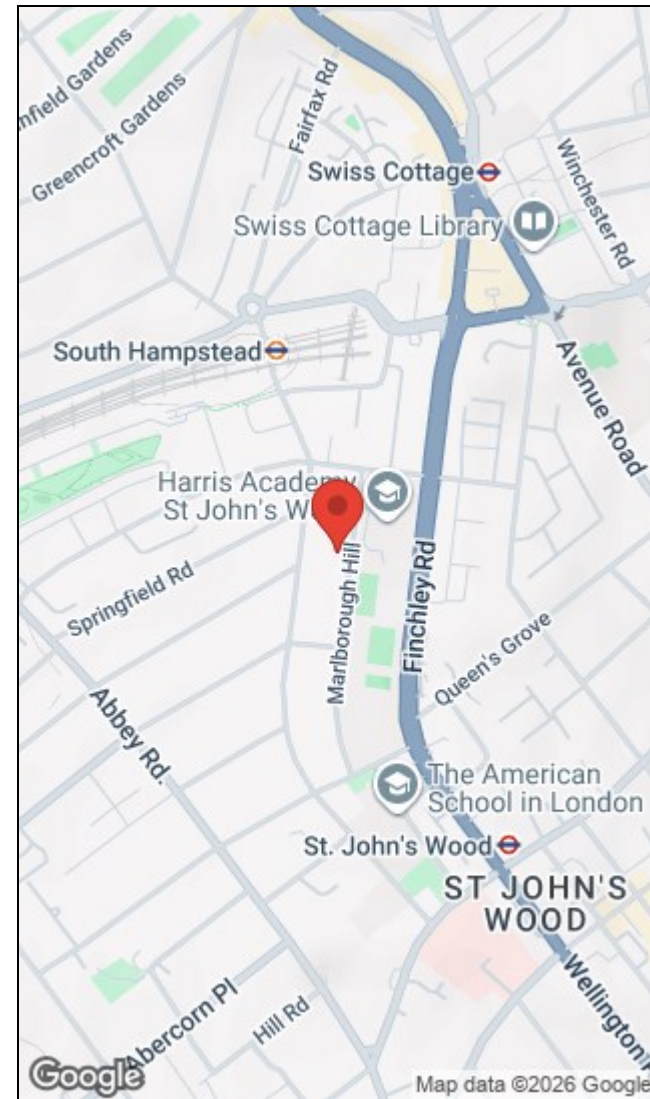 Fairfax Rd
Greencroft Gardens
Swiss Cottage
Winchester Rd
Swiss Cottage Library
South Hampstead
Avenue Road
Harris Academy
St John's W
Marlborough Hill
Springfield Rd
Finchley Rd
Queen's Grove
Abbey Rd.
The American
School in London
St. John's Wood
ST JOHN'S
WOOD
Wellington
Abercorn Pl
Hill Rd
Google
Map data ©2026 Google